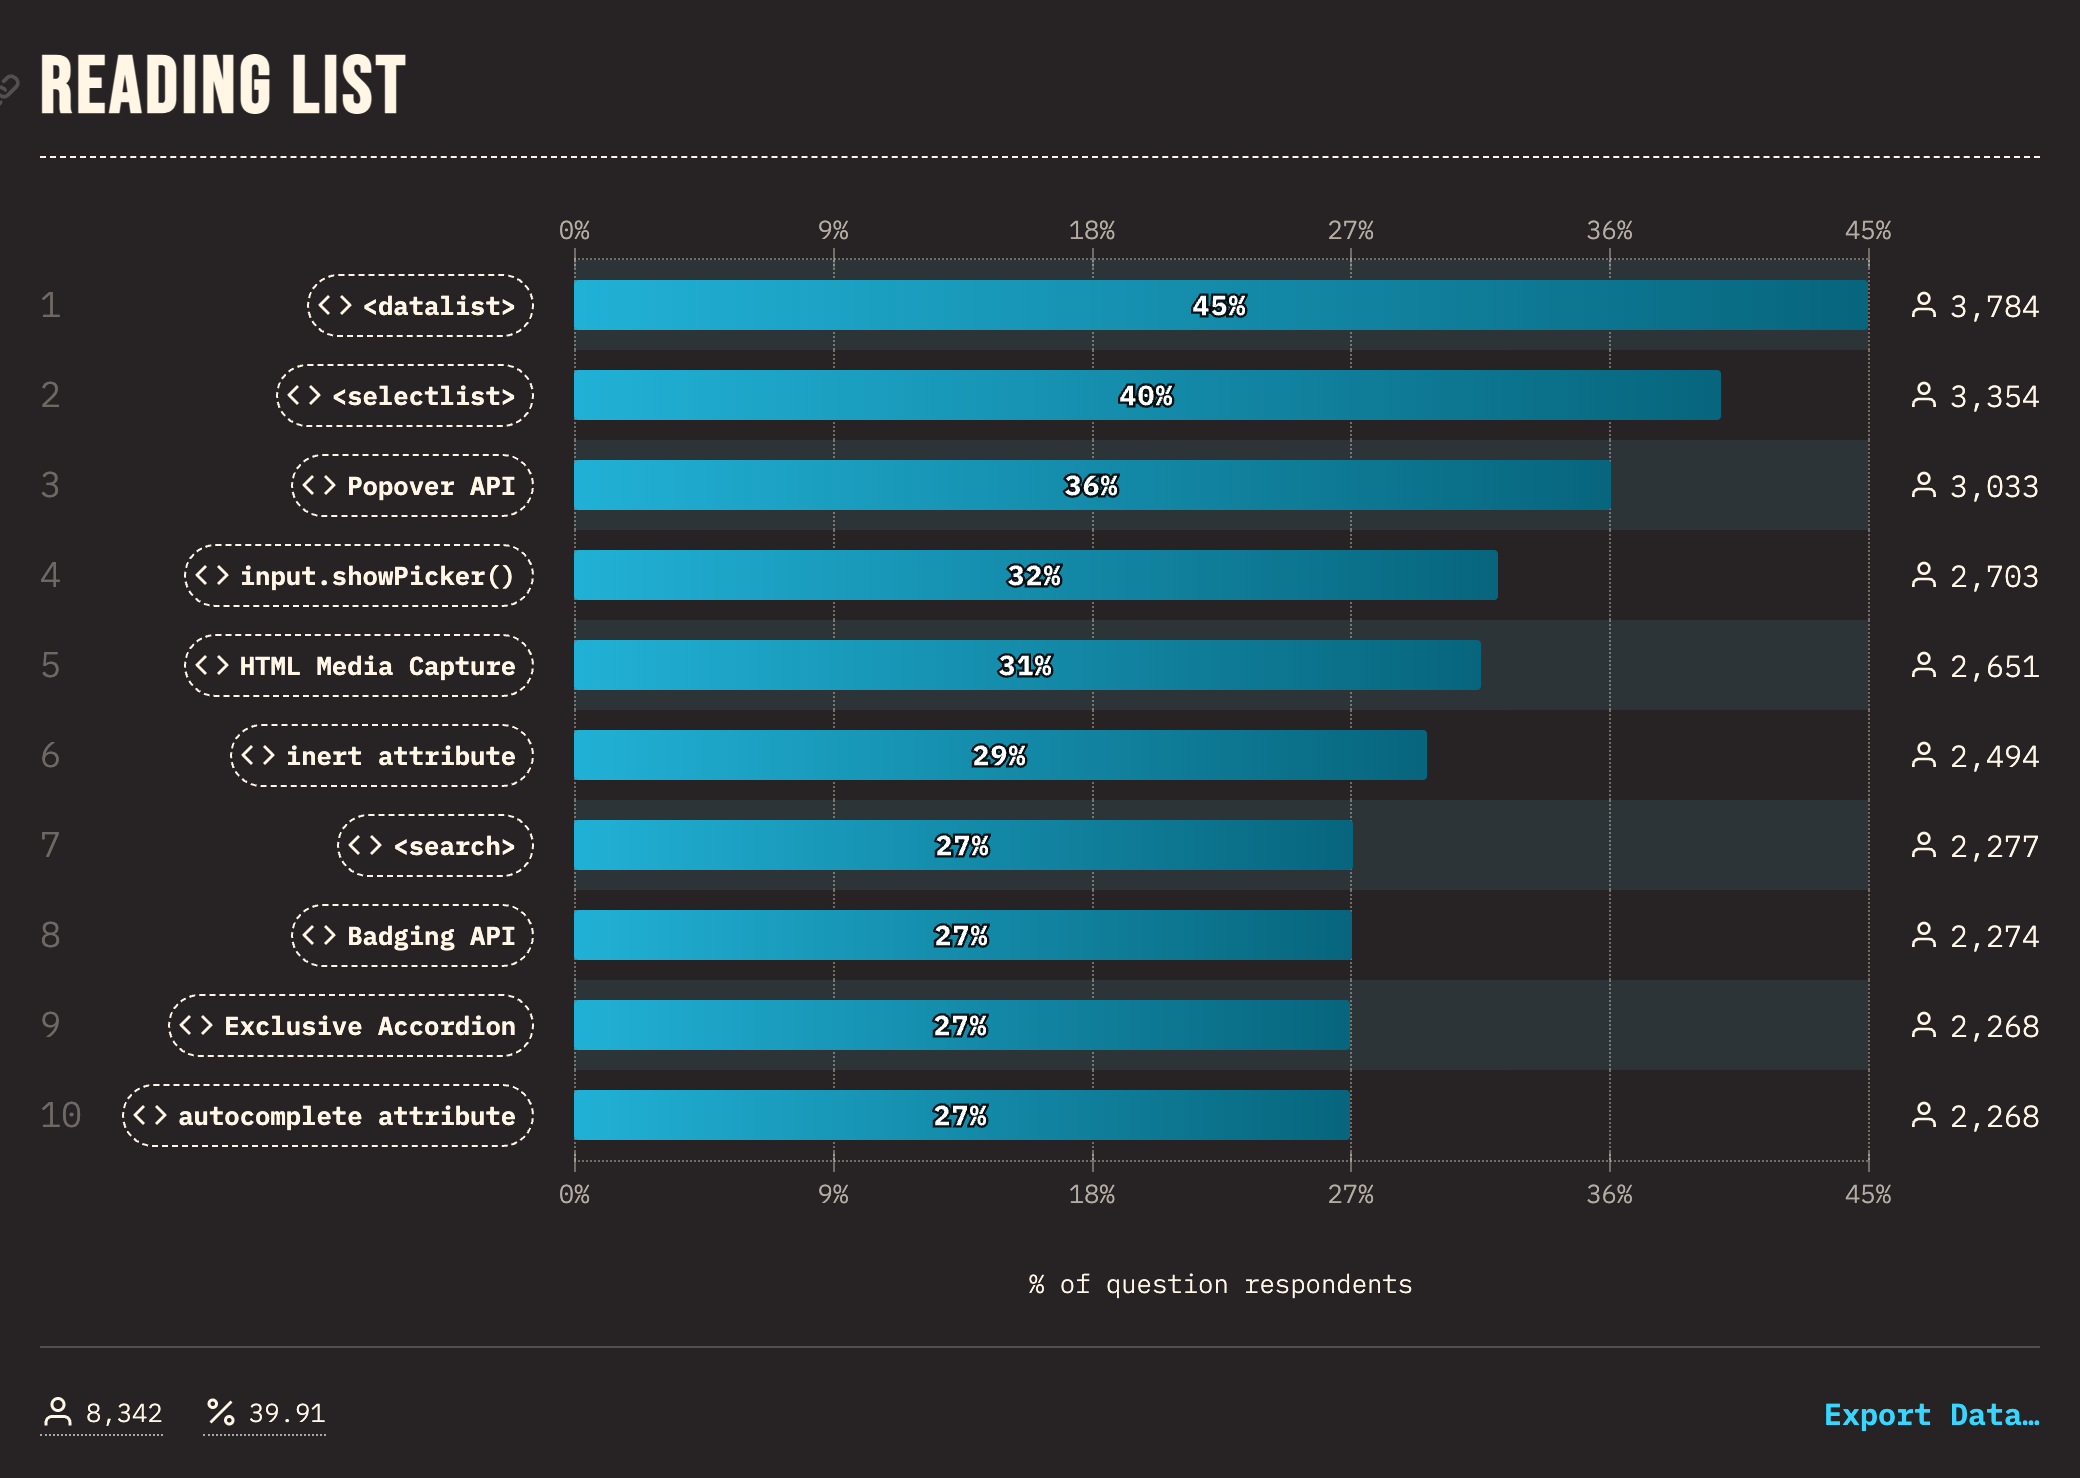 READING LIST
0% 9% 18% 27% 36% 45%
1 <> <datalist> 45% 3,784
2 <> <selectlist> 40% 3,354
3 <> Popover API 36% 3,033
4 <> input.showPicker() 32% 2,703
5 <> HTML Media Capture 31% 2,651
6 <> inert attribute 29% 2,494
7 <> <search> 27% 2,277
8 <> Badging API 27% 2,274
9 <> Exclusive Accordion 27% 2,268
10 <> autocomplete attribute 27% 2,268
0% 9% 18% 27% 36% 45%
% of question respondents
8,342 % 39.91 Export Data…